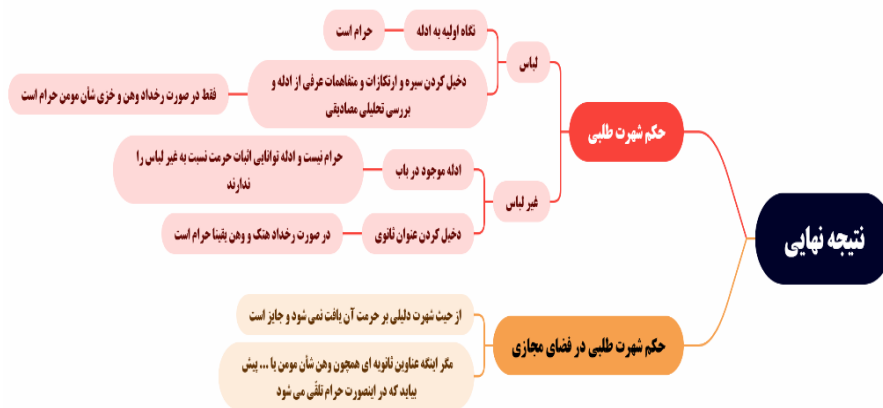 نتیجه نهایی
حکم شهرت طلبی
لباس
نگاه اولیه به ادله
حرام است
دخیل کردن سیره و ارتکازات و متفاهمات عرفی از ادله و
بررسی تحلیلی مصادیقی
فقط در صورت رخداد وهن و خزی شأن مومن حرام است
غیر لباس
ادله موجود در باب
حرام نیست و ادله توانایی اثبات حرمت نسبت به غیر لباس را
ندارند
دخیل کردن عنوان ثانوی
در صورت رخداد هتک و وهن یقینا حرام است
حکم شهرت طلبی در فضای مجازی
از حیث شهرت دلیلی بر حرمت آن یافت نمی شود و جایز است
مگر اینکه عناوین ثانویه ای همچون وهن شأن مومن یا ... پیش
بیاید که در اینصورت حرام تلقّی می شود